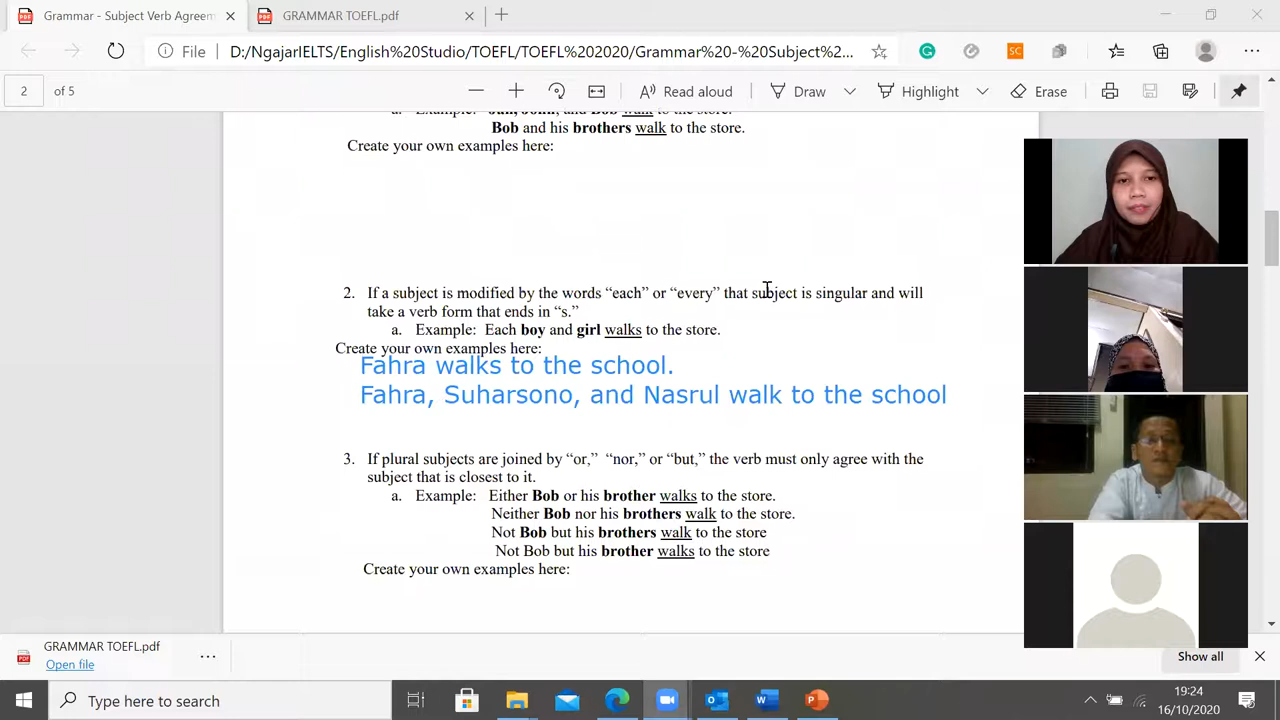 Grammar - Subject Verb Agreem
GRAMMAR TOEFL.pdf
File
D:/NgajarIELTS/English%20Studio/TOEFL/TOEFL%202020/Grammar%20-%20Subject%2...
2
of 5
Read aloud
Draw
Highlight
Erase
a. Example: Jan, John, and Bob walk to the store.
Bob and his brothers walk to the store.
Create your own examples here:
2. If a subject is modified by the words “each” or “every” that subject is singular and will
take a verb form that ends in “s.”
a. Example: Each boy and girl walks to the store.
Create your own examples here:
Fahra walks to the school.
Fahra, Suharsono, and Nasrul walk to the school
3. If plural subjects are joined by “or,” “nor,” or “but,” the verb must only agree with the
subject that is closest to it.
a. Example: Either Bob or his brother walks to the store.
Neither Bob nor his brothers walk to the store.
Not Bob but his brothers walk to the store
Not Bob but his brother walks to the store
Create your own examples here:
GRAMMAR TOEFL.pdf
Open file
Show all
Type here to search
19:24
16/10/2020